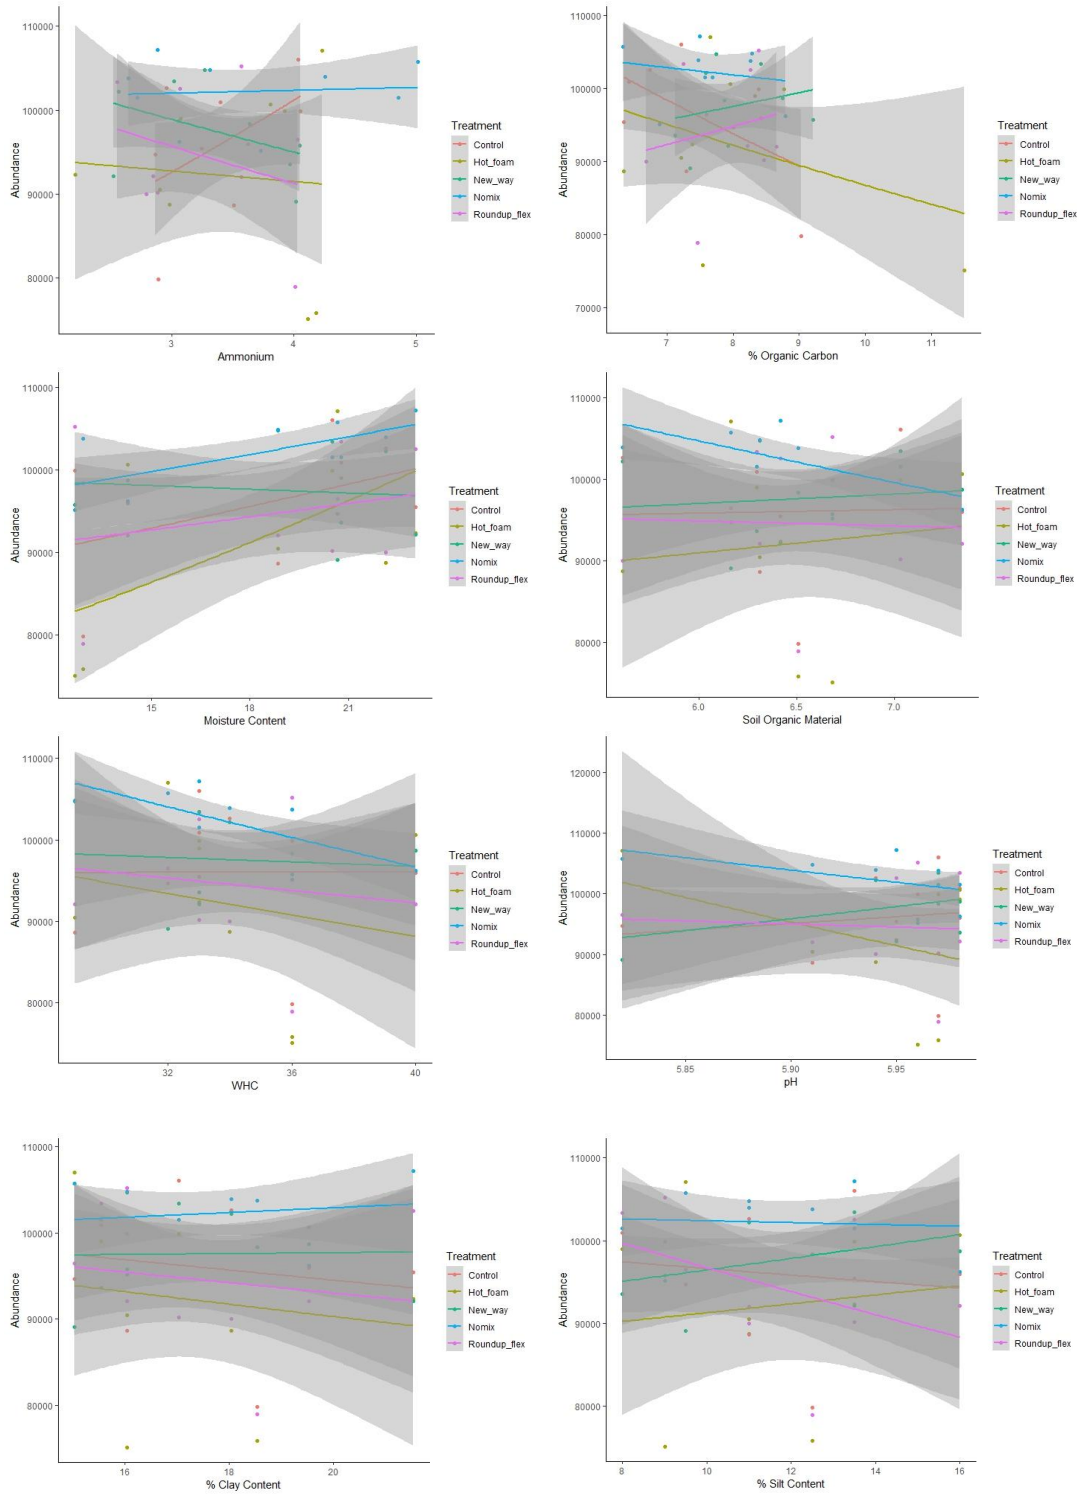 110000
100000
90000
80000
Abundance
3
4
5
Ammonium
Treatment
Control
Hot_foam
New_way
Nomix
Roundup_flex
110000
100000
90000
80000
70000
Abundance
7
8
9
10
11
% Organic Carbon
Treatment
Control
Hot_foam
New_way
Nomix
Roundup_flex
110000
100000
90000
80000
Abundance
15
18
21
Moisture Content
Treatment
Control
Hot_foam
New_way
Nomix
Roundup_flex
110000
100000
90000
80000
Abundance
6.0
6.5
7.0
Soil Organic Material
Treatment
Control
Hot_foam
New_way
Nomix
Roundup_flex
110000
100000
90000
80000
Abundance
32
36
40
WHC
Treatment
Control
Hot_foam
New_way
Nomix
Roundup_flex
120000
110000
100000
90000
80000
Abundance
5.85
5.90
5.95
pH
Treatment
Control
Hot_foam
New_way
Nomix
Roundup_flex
110000
100000
90000
80000
Abundance
16
18
20
% Clay Content
Treatment
Control
Hot_foam
New_way
Nomix
Roundup_flex
110000
100000
90000
80000
Abundance
8
10
12
14
16
% Silt Content
Treatment
Control
Hot_foam
New_way
Nomix
Roundup_flex